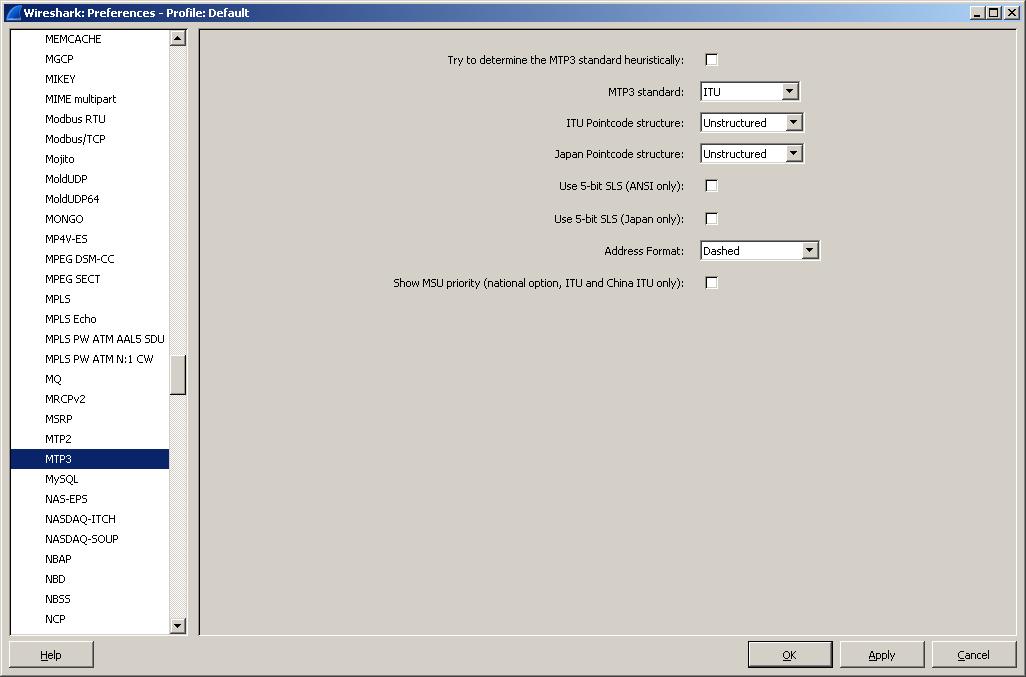 Wireshark: Preferences - Profile: Default
MEMCACHE
MGCP
MIKEY
MIME multipart
Modbus RTU
Modbus/TCP
Mojito
MoldUDP
MoldUDP64
MONGO
MP4V-ES
MPEG DSM-CC
MPEG SECT
MPLS
MPLS Echo
MPLS PW ATM AAL5 SDU
MPLS PW ATM N:1 CW
MQ
MRCPv2
MSRP
MTP2
MTP3
MySQL
NAS-EPS
NASDAQ-ITCH
NASDAQ-SOUP
NBAP
NBD
NBSS
NCP
Try to determine the MTP3 standard heuristically:
MTP3 standard: ITU
ITU Pointcode structure: Unstructured
Japan Pointcode structure: Unstructured
Use 5-bit SLS (ANSI only):
Use 5-bit SLS (Japan only):
Address Format: Dashed
Show MSU priority (national option, ITU and China ITU only):
Help OK Apply Cancel